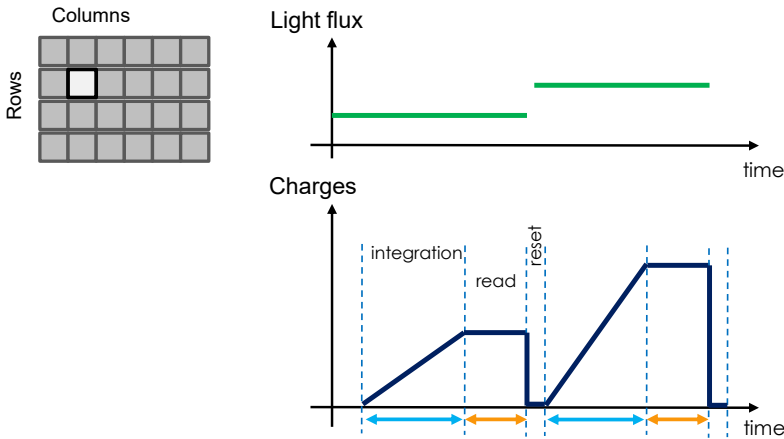 Columns
Rows
Light flux
time
Charges
integration
read
reset
time